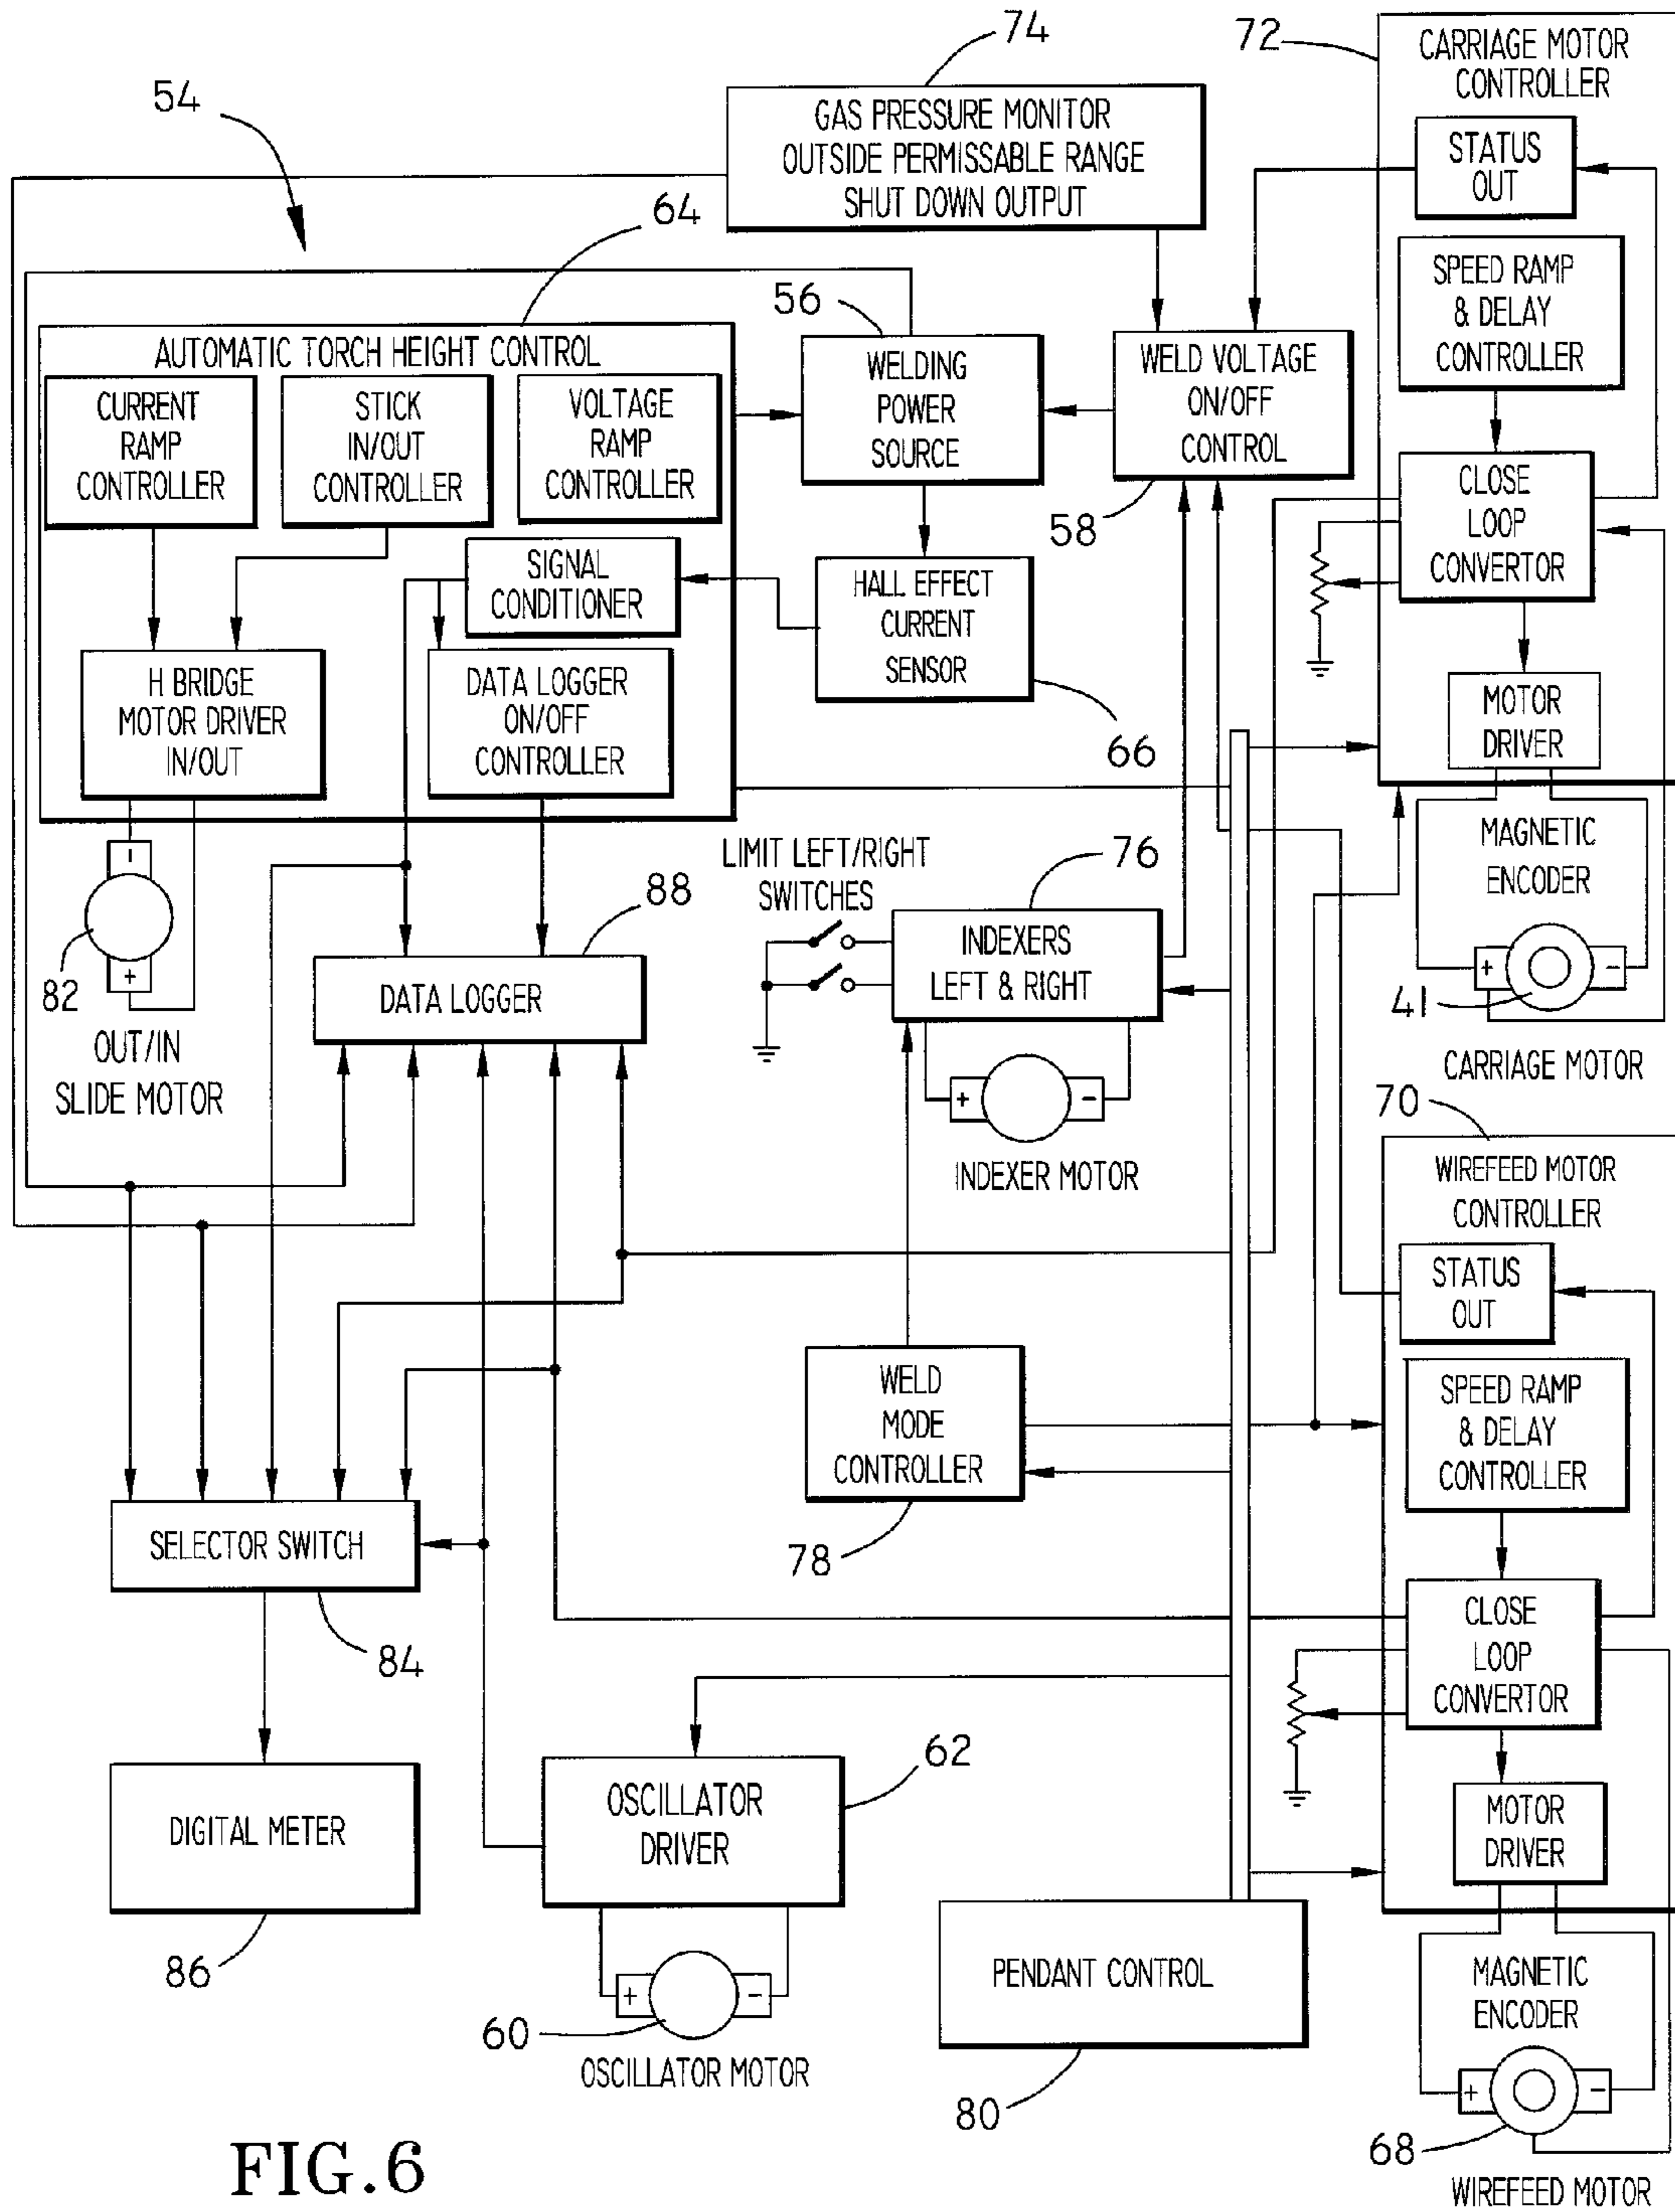 74
72
CARRIAGE MOTOR
CONTROLLER
54
GAS PRESSURE MONITOR
OUTSIDE PERMISSABLE RANGE
SHUT DOWN OUTPUT
STATUS
OUT
64
SPEED RAMP
& DELAY
CONTROLLER
56
AUTOMATIC TORCH HEIGHT CONTROL
CURRENT
RAMP
CONTROLLER
STICK
IN/OUT
CONTROLLER
VOLTAGE
RAMP
CONTROLLER
WELDING
POWER
SOURCE
WELD VOLTAGE
ON/OFF
CONTROL
58
CLOSE
LOOP
CONVERTOR
SIGNAL
CONDITIONER
HALL EFFECT
CURRENT
SENSOR
66
H BRIDGE
MOTOR DRIVER
IN/OUT
DATA LOGGER
ON/OFF
CONTROLLER
MOTOR
DRIVER
MAGNETIC
ENCODER
-
+
82
OUT/IN
SLIDE MOTOR
88
DATA LOGGER
LIMIT LEFT/RIGHT
SWITCHES
76
INDEXERS
LEFT & RIGHT
+ -
INDEXER MOTOR
+ -
41
CARRIAGE MOTOR
70
WIREFEED MOTOR
CONTROLLER
STATUS
OUT
WELD
MODE
CONTROLLER
78
SPEED RAMP
& DELAY
CONTROLLER
SELECTOR SWITCH
84
CLOSE
LOOP
CONVERTOR
DIGITAL METER
86
62
OSCILLATOR
DRIVER
+ -
60
OSCILLATOR MOTOR
MOTOR
DRIVER
PENDANT CONTROL
80
MAGNETIC
ENCODER
+ -
68
WIREFEED MOTOR
FIG.6